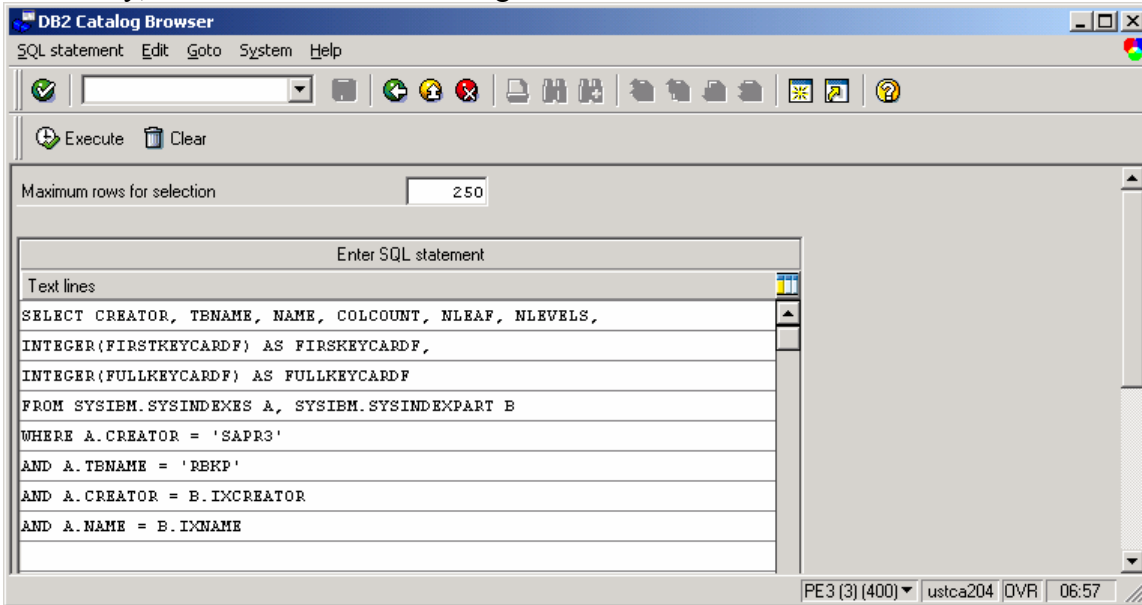 DB2 Catalog Browser
SQL statement Edit Goto System Help
Execute Clear
Maximum rows for selection 250
Enter SQL statement
Text lines
SELECT CREATOR, TBNAME, NAME, COLCOUNT, NLEAF, NLEVELS,
INTEGER(FIRSTKEYCARDF) AS FIRSKEYCARDF,
INTEGER(FULLKEYCARDF) AS FULLKEYCARDF
FROM SYSIBM.SYSINDEXES A, SYSIBM.SYSINDEXPART B
WHERE A.CREATOR = 'SAPR3'
AND A.TBNAME = 'RBKP'
AND A.CREATOR = B.IXCREATOR
AND A.NAME = B.IXNAME
PE3 (3) (400) ustca204 OVR 06:57